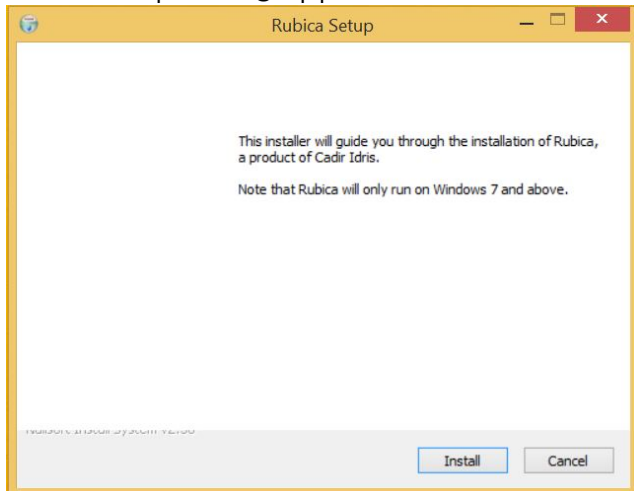 Rubica Setup
This installer will guide you through the installation of Rubica,
a product of Cadir Idris.
Note that Rubica will only run on Windows 7 and above.
Install Cancel